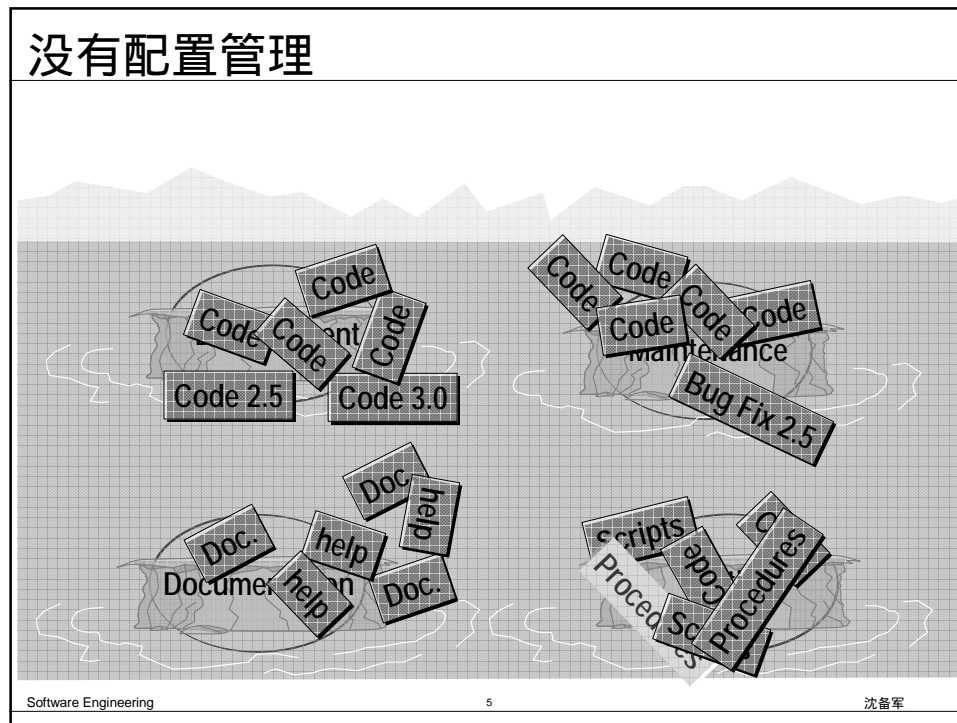 没有配置管理
Code
Code
Code
Code
Code 2.5
Code 3.0
Code
Code
Code
Code
Code
Maintenance
Bug Fix 2.5
Doc.
help
Doc.
help
help
Doc.
Scripts
Code
Procedures
Procedures
Software Engineering
5
沈备军